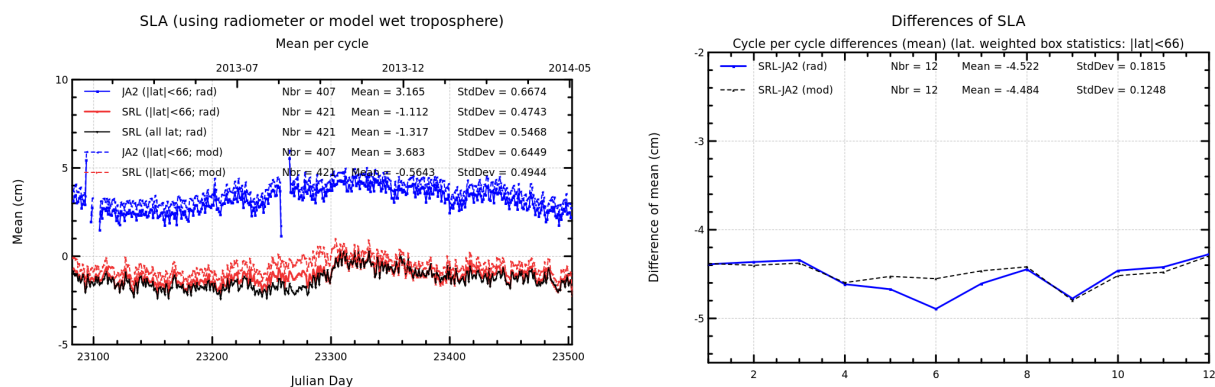 SLA (using radiometer or model wet troposphere)
Mean per cycle
2013-07 2013-12 2014-05
10
JA2 (|lat|<66; rad) Nbr = 407 Mean = 3.165 StdDev = 0.6674
SRL (|lat|<66; rad) Nbr = 421 Mean = -1.112 StdDev = 0.4743
SRL (all lat; rad) Nbr = 421 Mean = -1.317 StdDev = 0.5468
JA2 (|lat|<66; mod) Nbr = 407 Mean = 3.683 StdDev = 0.6449
5
SRL (|lat|<66; mod) Nbr = 421 Mean = -0.5643 StdDev = 0.4944
Mean (cm)
0
-5
23100 23200 23300 23400 23500
Julian Day
Differences of SLA
Cycle per cycle differences (mean) (lat. weighted box statistics: |lat|<66)
-2
SRL-JA2 (rad) Nbr = 12 Mean = -4.522 StdDev = 0.1815
SRL-JA2 (mod) Nbr = 12 Mean = -4.484 StdDev = 0.1248
-3
Difference of mean (cm)
-4
-5
2 4 6 8 10 12